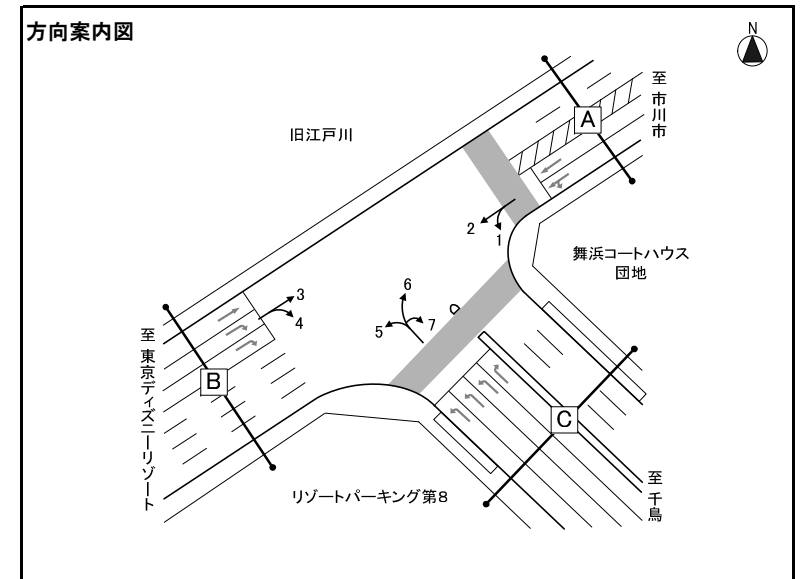 方向案内図
N
至市川市
A
旧江戸川
2
1
舞浜コートハウス
団地
3
4
6
5
7
至東京ディズニーリゾート
B
C
リゾートパーキング第8
至千鳥